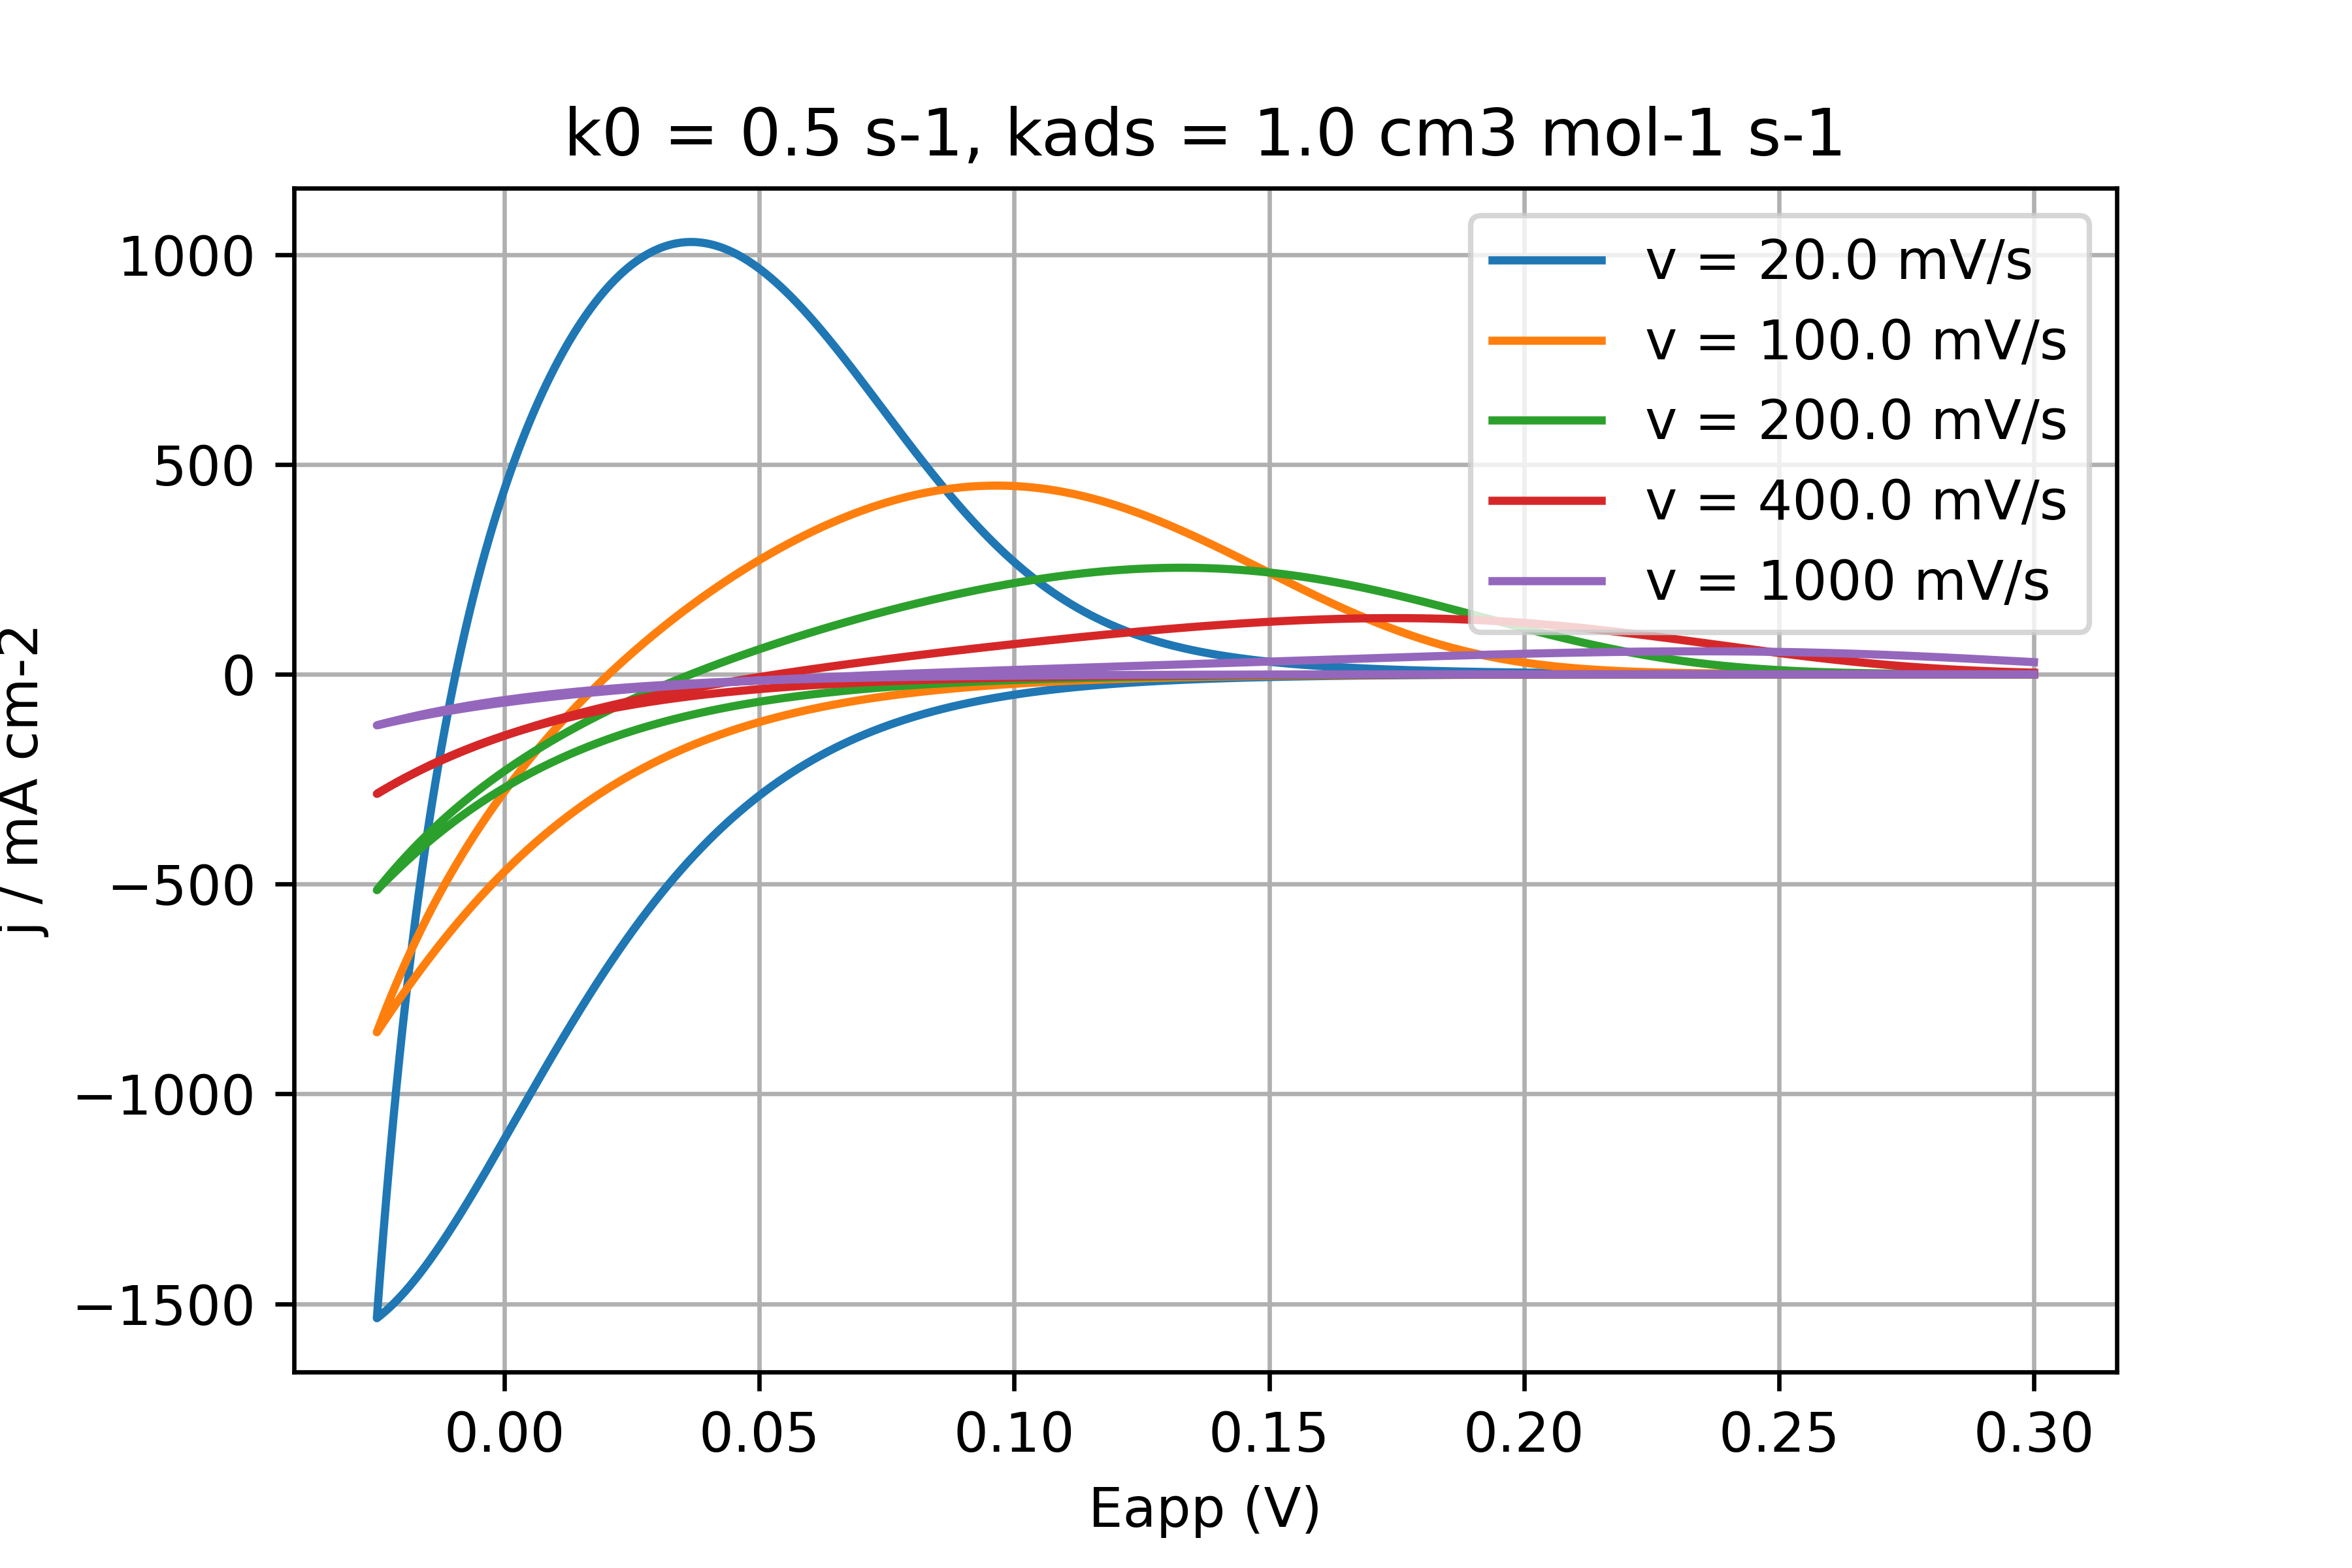 k0 = 0.5 s-1, kads = 1.0 cm3 mol-1 s-1
1000
500
0
−500
−1000
−1500
j / mA cm-2
v = 20.0 mV/s
v = 100.0 mV/s
v = 200.0 mV/s
v = 400.0 mV/s
v = 1000 mV/s
0.00 0.05 0.10 0.15 0.20 0.25 0.30
Eapp (V)